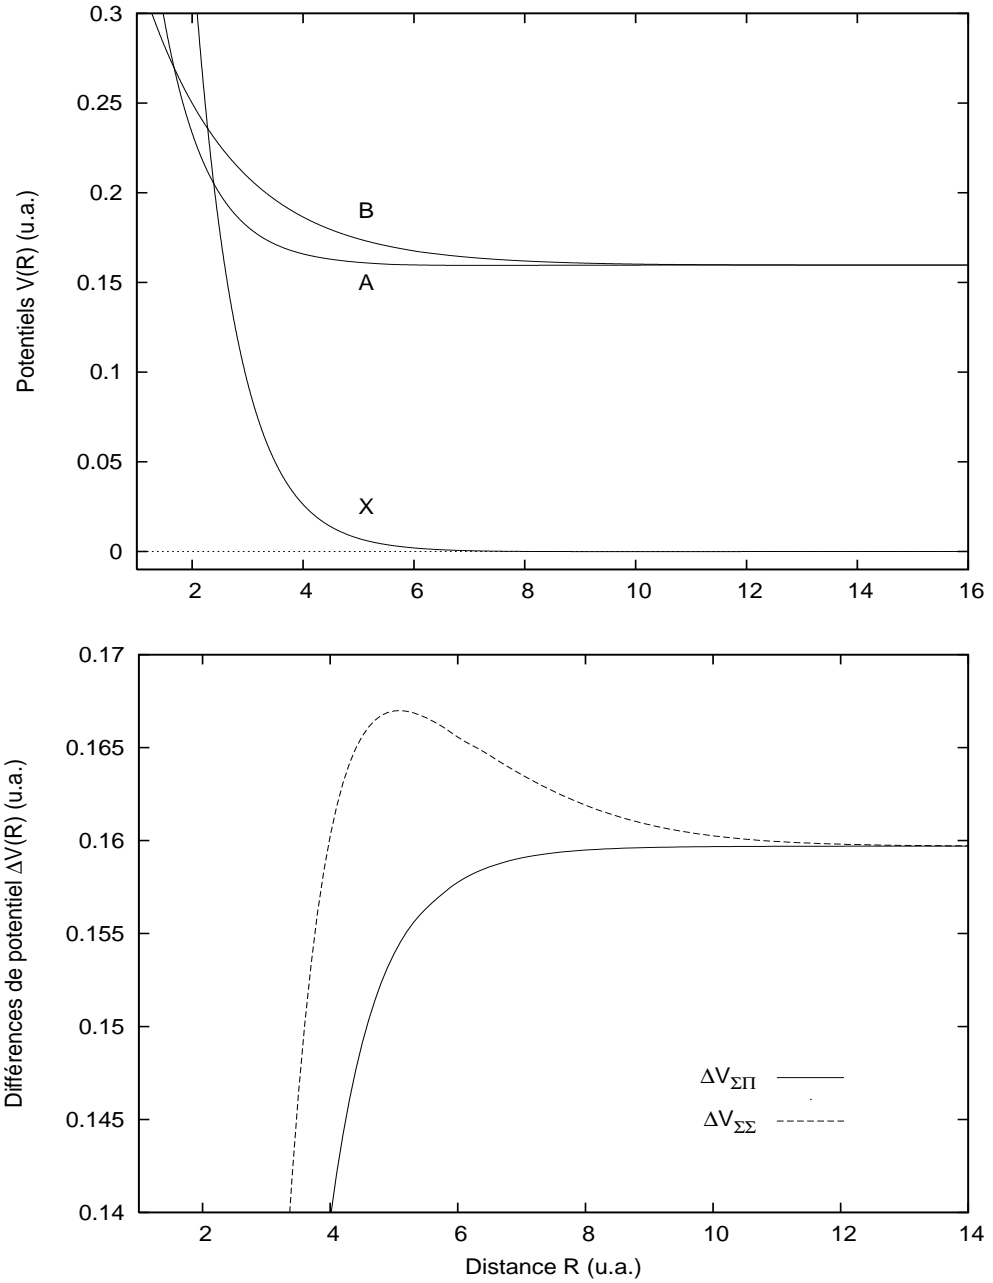 0.3
0.25
0.2
0.15
0.1
0.05
0
Potentiels V(R) (u.a.)
B
A
X
2 4 6 8 10 12 14 16
0.17
0.165
0.16
0.155
0.15
0.145
0.14
Différences de potentiel ΔV(R) (u.a.)
ΔV_ΣΠ
ΔV_ΣΣ
2 4 6 8 10 12 14
Distance R (u.a.)